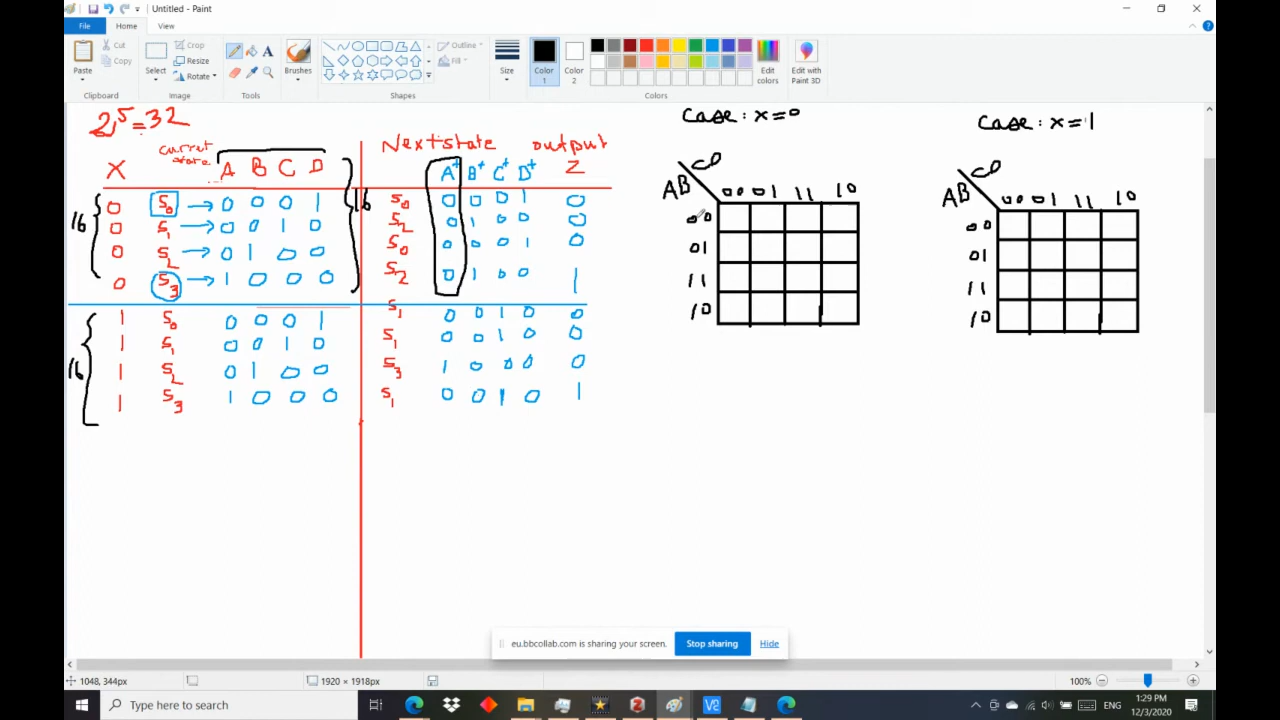 Untitled - Paint
File
Home
View
Paste
Cut
Copy
Clipboard
Select
Crop
Resize
Rotate
Image
A
Tools
Brushes
Shapes
Outline
Fill
Size
Color 1
Color 2
Colors
Edit colors
Edit with Paint 3D
2^5 = 32
X current state A B C D Next state A+ B+ C+ D+ output Z
16
16
0 S0 → 0 0 0 1 S0 0 0 0 1 0
0 S1 → 0 0 1 0 S2 0 1 0 0 0
0 S2 → 0 1 0 0 S0 0 0 0 1 0
0 S3 → 1 0 0 0 S2 0 1 0 0 1
16
1 S0 0 0 0 1 S1 0 0 1 0 0
1 S1 0 0 1 0 S1 0 0 1 0 0
1 S2 0 1 0 0 S3 1 0 0 0 0
1 S3 1 0 0 0 S1 0 0 1 0 1
Case: x=0
CD
AB 00 01 11 10
00
01
11
10
Case: x=1
CD
AB 00 01 11 10
00
01
11
10
eu.bbcollab.com is sharing your screen.
Stop sharing
Hide
1048, 344px
1920 × 1918px
100%
Type here to search
ENG
1:29 PM
12/3/2020